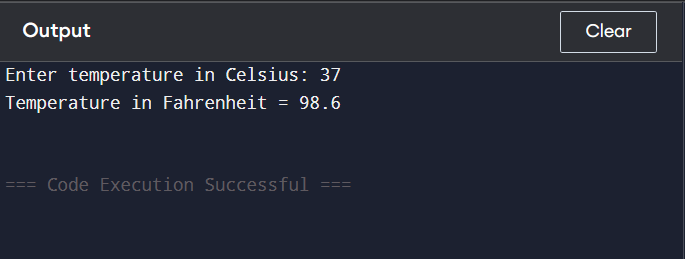 Output
Clear
Enter temperature in Celsius: 37
Temperature in Fahrenheit = 98.6
=== Code Execution Successful ===